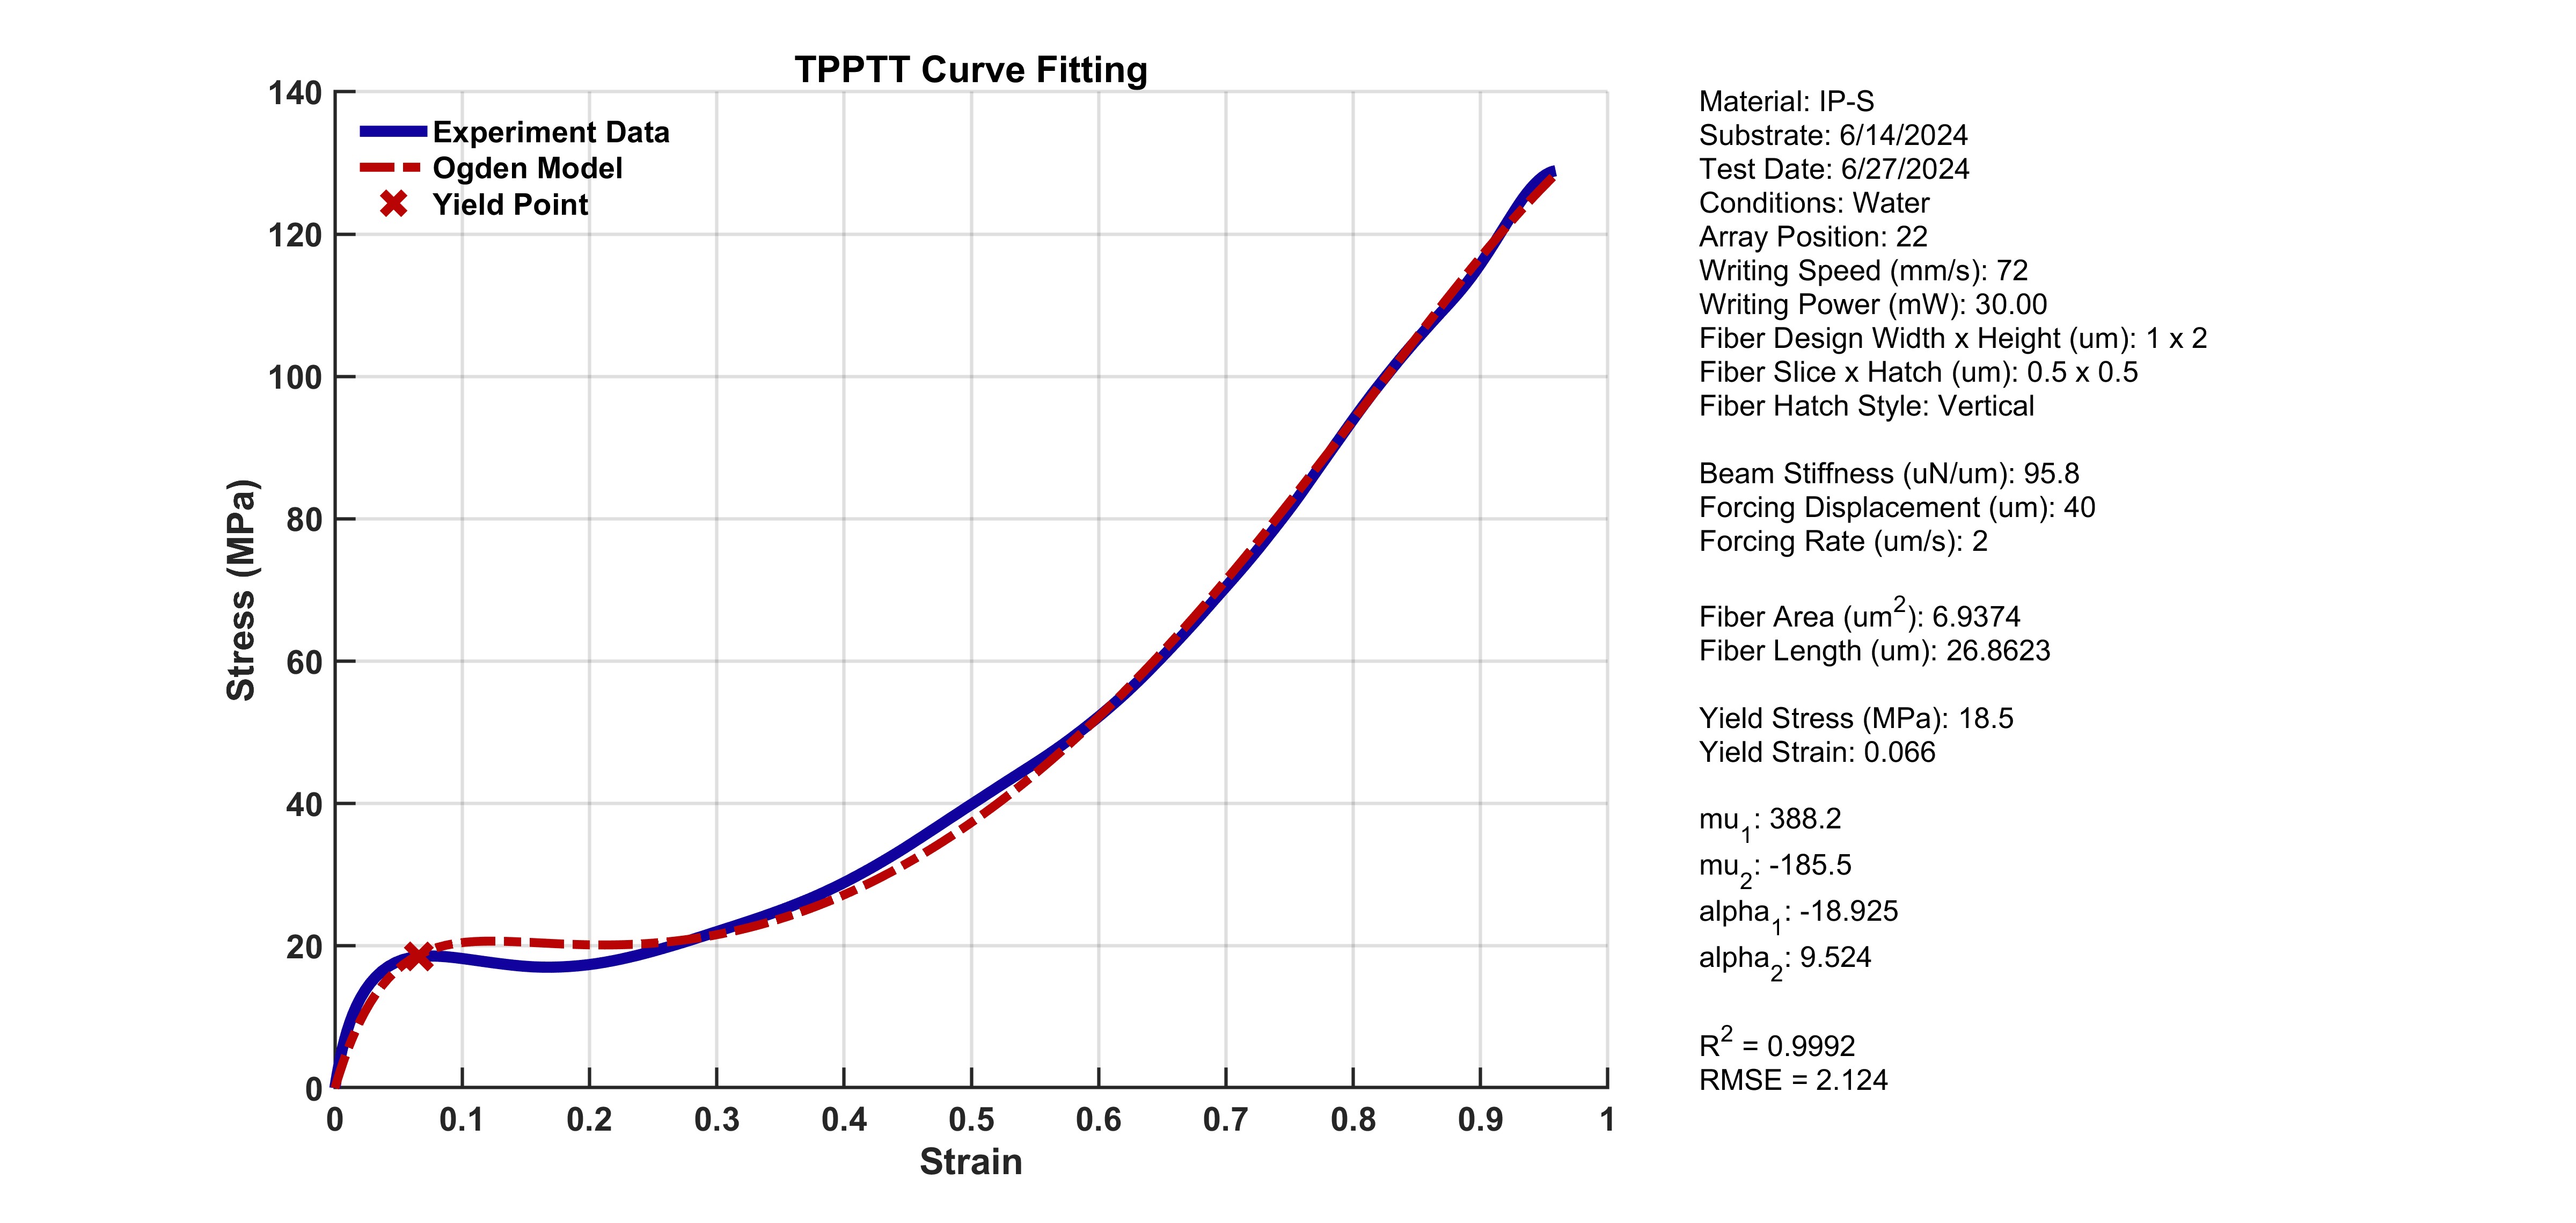 TPPTT Curve Fitting
140
120
100
80
60
40
20
0
Stress (MPa)
Experiment Data
Ogden Model
Yield Point
0 0.1 0.2 0.3 0.4 0.5 0.6 0.7 0.8 0.9 1
Strain
Material: IP-S
Substrate: 6/14/2024
Test Date: 6/27/2024
Conditions: Water
Array Position: 22
Writing Speed (mm/s): 72
Writing Power (mW): 30.00
Fiber Design Width x Height (um): 1 x 2
Fiber Slice x Hatch (um): 0.5 x 0.5
Fiber Hatch Style: Vertical
Beam Stiffness (uN/um): 95.8
Forcing Displacement (um): 40
Forcing Rate (um/s): 2
Fiber Area (um²): 6.9374
Fiber Length (um): 26.8623
Yield Stress (MPa): 18.5
Yield Strain: 0.066
mu₁: 388.2
mu₂: -185.5
alpha₁: -18.925
alpha₂: 9.524
R² = 0.9992
RMSE = 2.124